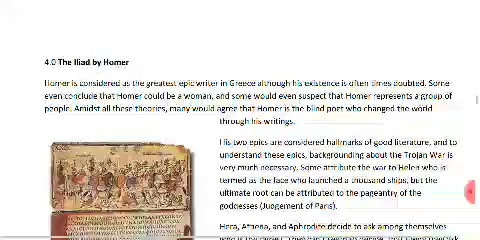 4.0 The Iliad by Homer
Homer is considered as the greatest epic writer in Greece although his existence is often times doubted. Some
even conclude that Homer could be a woman, and some would even suspect that Homer represents a group of
people. Amidst all these theories, many would agree that Homer is the blind poet who changed the world
through his writings.
His two epics are considered hallmarks of good literature, and to
understand these epics, backgrounding about the Trojan War is
very much necessary. Some attribute the war to Helen who is
termed as the face who launched a thousand ships, but the
ultimate root can be attributed to the pageantry of the
goddesses (Judgement of Paris).
Hera, Athena, and Aphrodite decide to ask among themselves